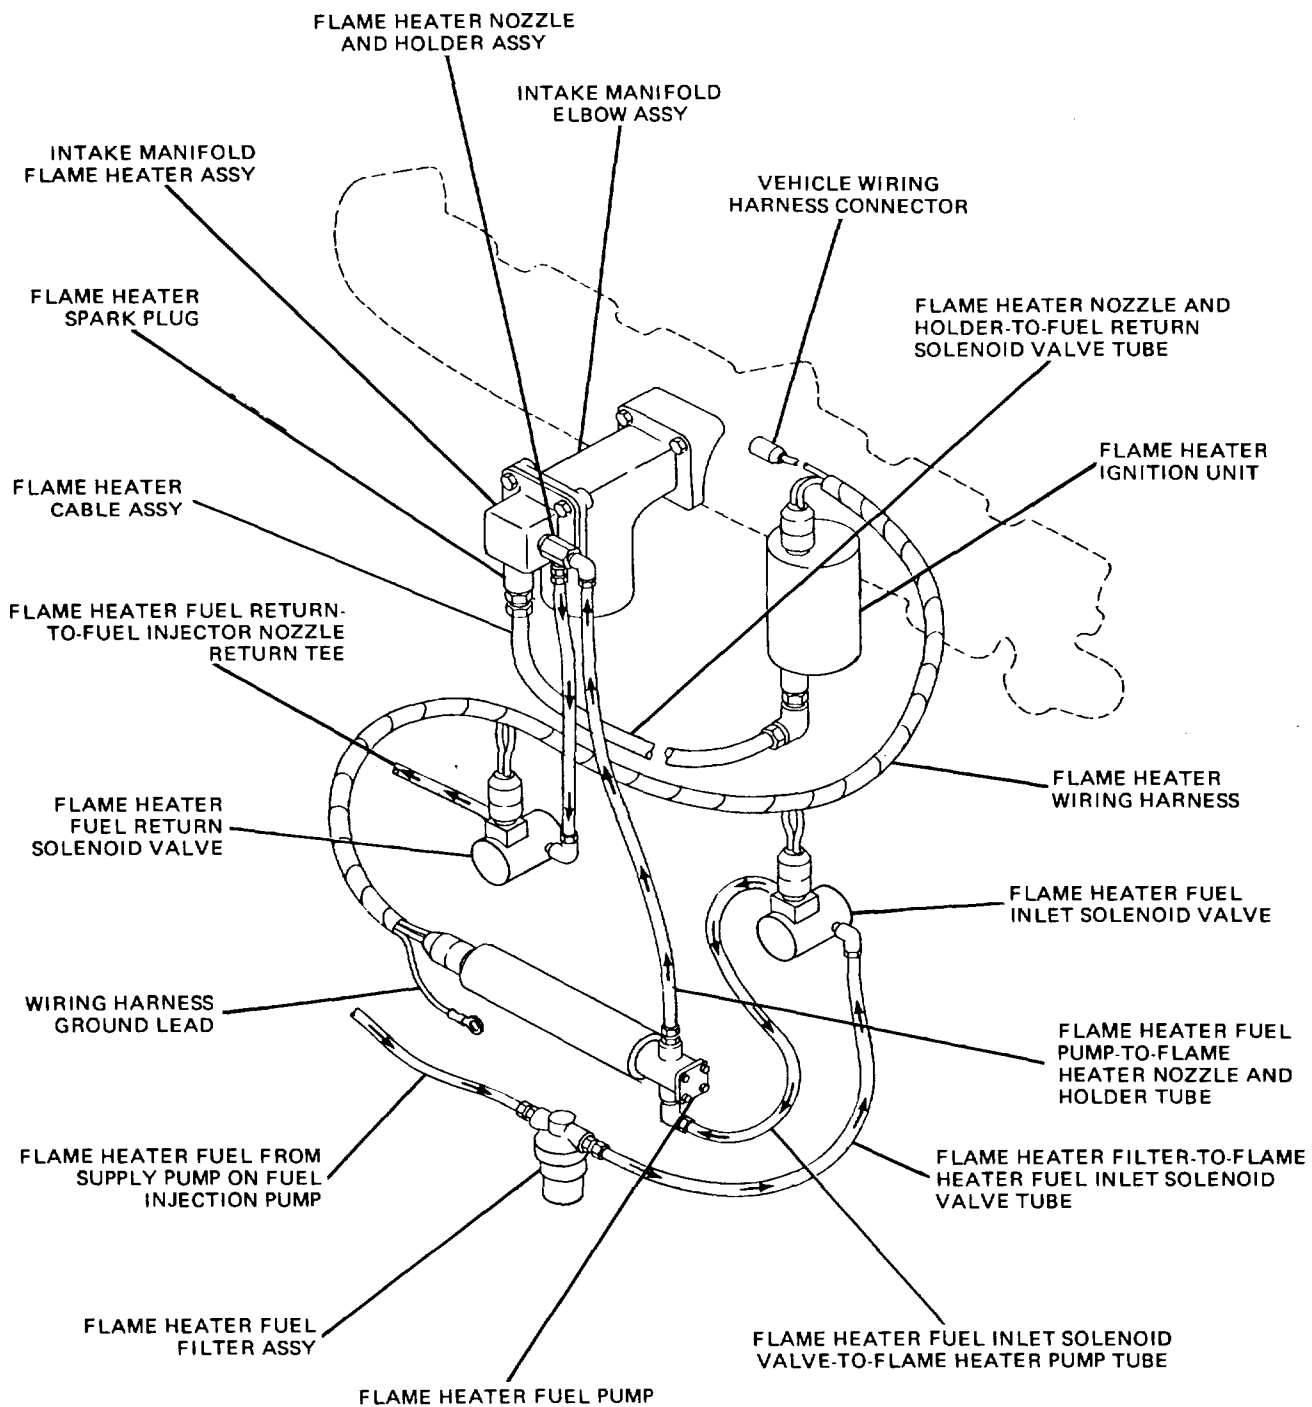 FLAME HEATER NOZZLE
AND HOLDER ASSY
INTAKE MANIFOLD
ELBOW ASSY
INTAKE MANIFOLD
FLAME HEATER ASSY
VEHICLE WIRING
HARNESS CONNECTOR
FLAME HEATER
SPARK PLUG
FLAME HEATER NOZZLE AND
HOLDER-TO-FUEL RETURN
SOLENOID VALVE TUBE
FLAME HEATER
IGNITION UNIT
FLAME HEATER
CABLE ASSY
FLAME HEATER FUEL RETURN-
TO-FUEL INJECTOR NOZZLE
RETURN TEE
FLAME HEATER
WIRING HARNESS
FLAME HEATER
FUEL RETURN
SOLENOID VALVE
FLAME HEATER FUEL
INLET SOLENOID VALVE
WIRING HARNESS
GROUND LEAD
FLAME HEATER FUEL
PUMP-TO-FLAME
HEATER NOZZLE AND
HOLDER TUBE
FLAME HEATER FUEL FROM
SUPPLY PUMP ON FUEL
INJECTION PUMP
FLAME HEATER FILTER-TO-FLAME
HEATER FUEL INLET SOLENOID
VALVE TUBE
FLAME HEATER FUEL
FILTER ASSY
FLAME HEATER FUEL INLET SOLENOID
VALVE-TO-FLAME HEATER PUMP TUBE
FLAME HEATER FUEL PUMP